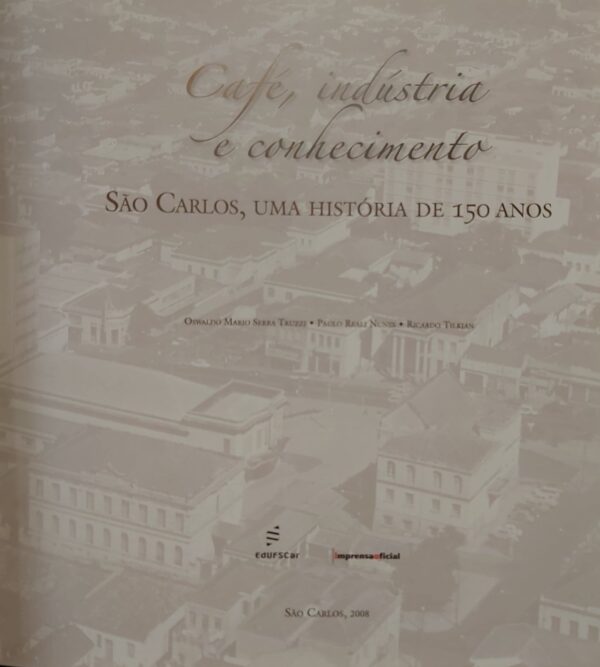 Café, indústria
e conhecimento
São Carlos, uma história de 150 anos
Oswaldo Mario Serra Truzzi • Paolo Reali Nunes • Ricardo Tilkian
EdUFSCar
imprensaoficial
São Carlos, 2008